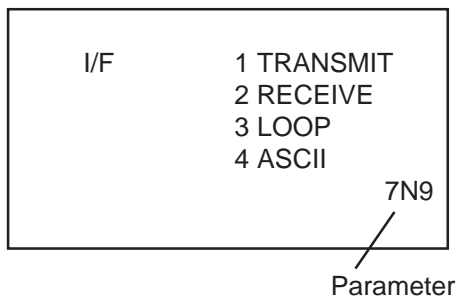 I/F 1 TRANSMIT
2 RECEIVE
3 LOOP
4 ASCII
7N9
Parameter